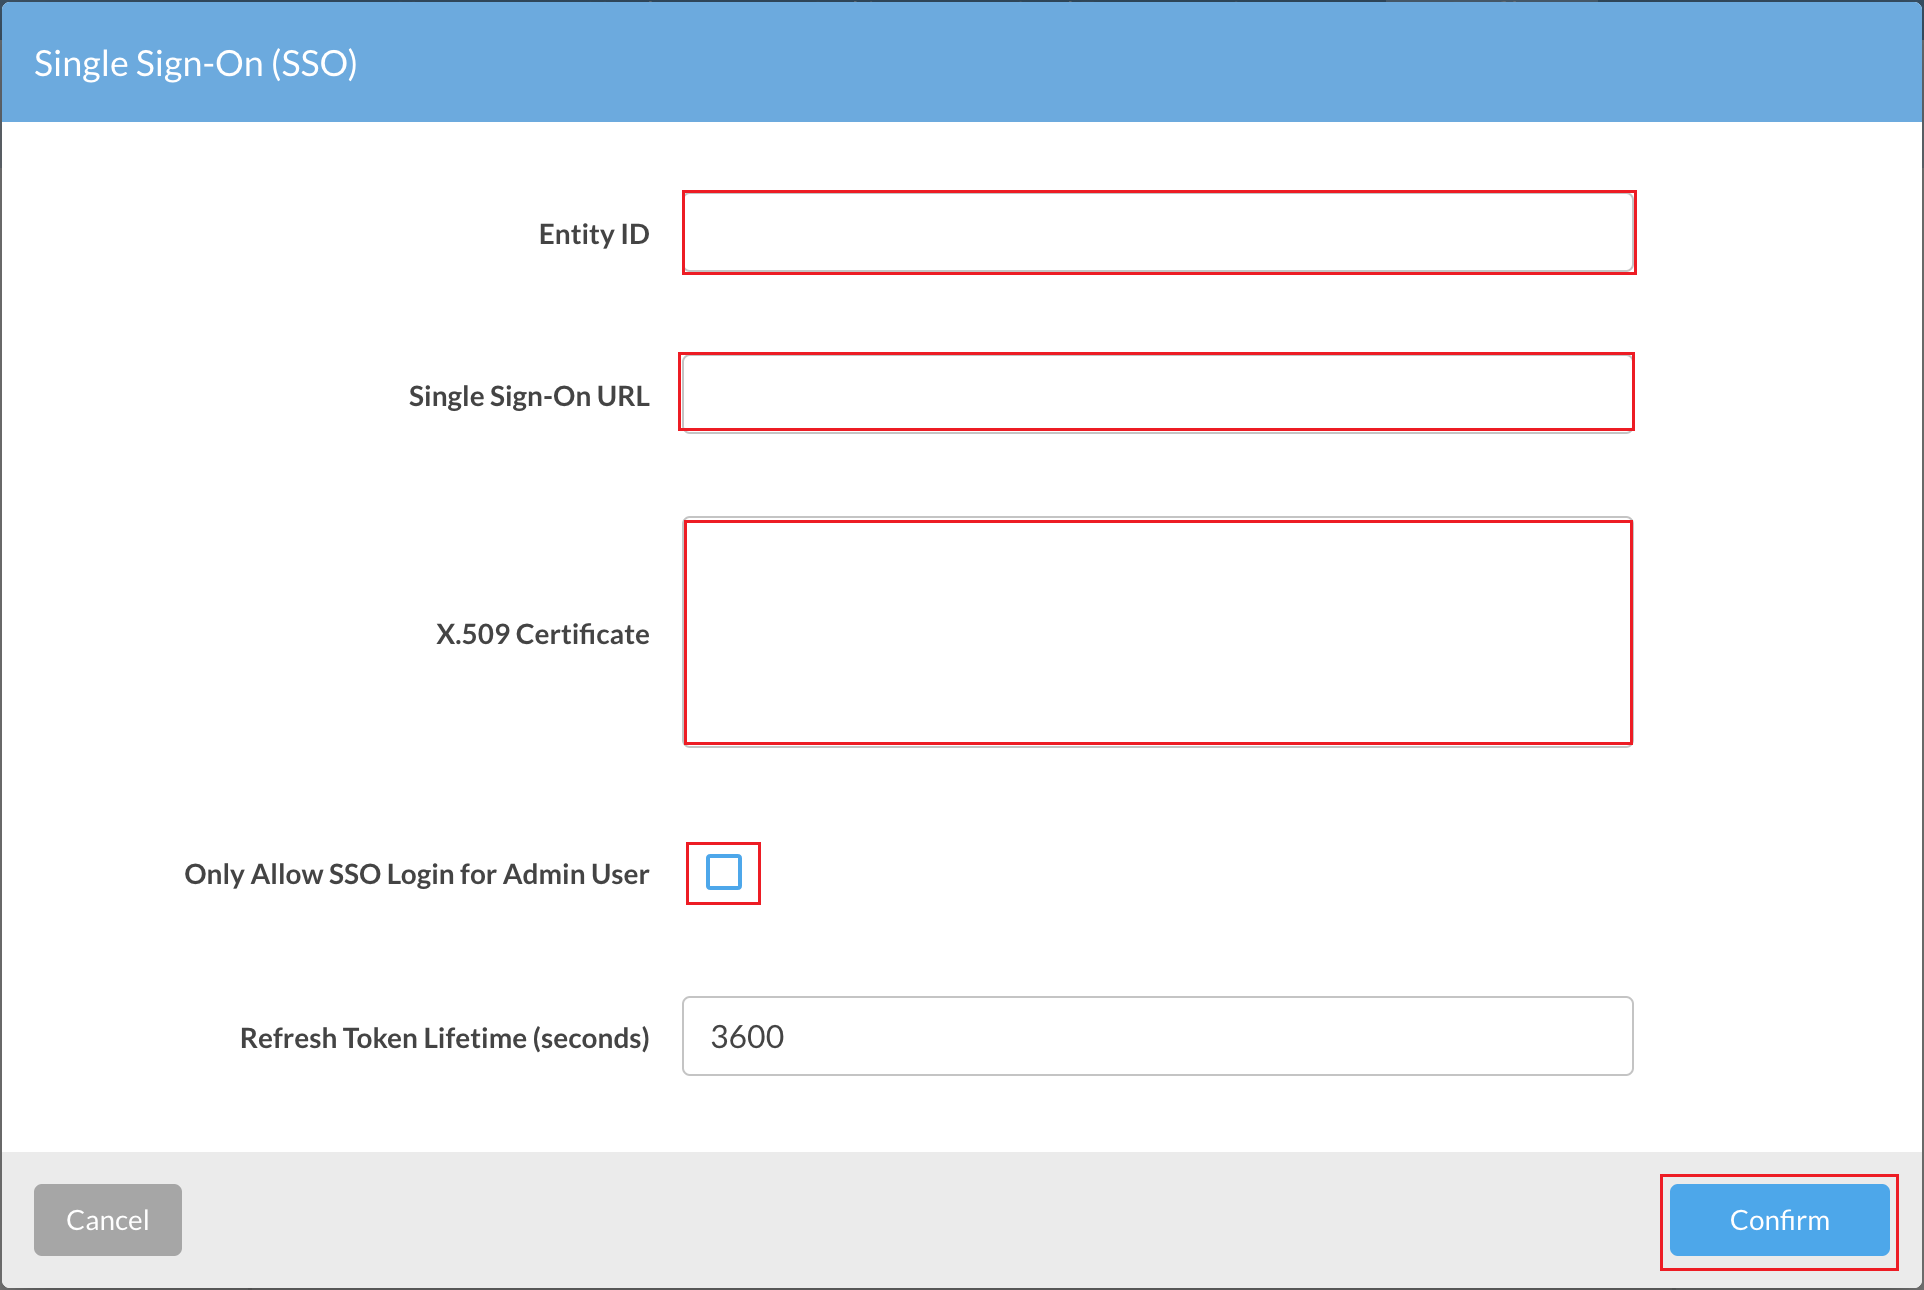 Single Sign-On (SSO)
Entity ID
Single Sign-On URL
X.509 Certificate
Only Allow SSO Login for Admin User
Refresh Token Lifetime (seconds) 3600
Cancel Confirm